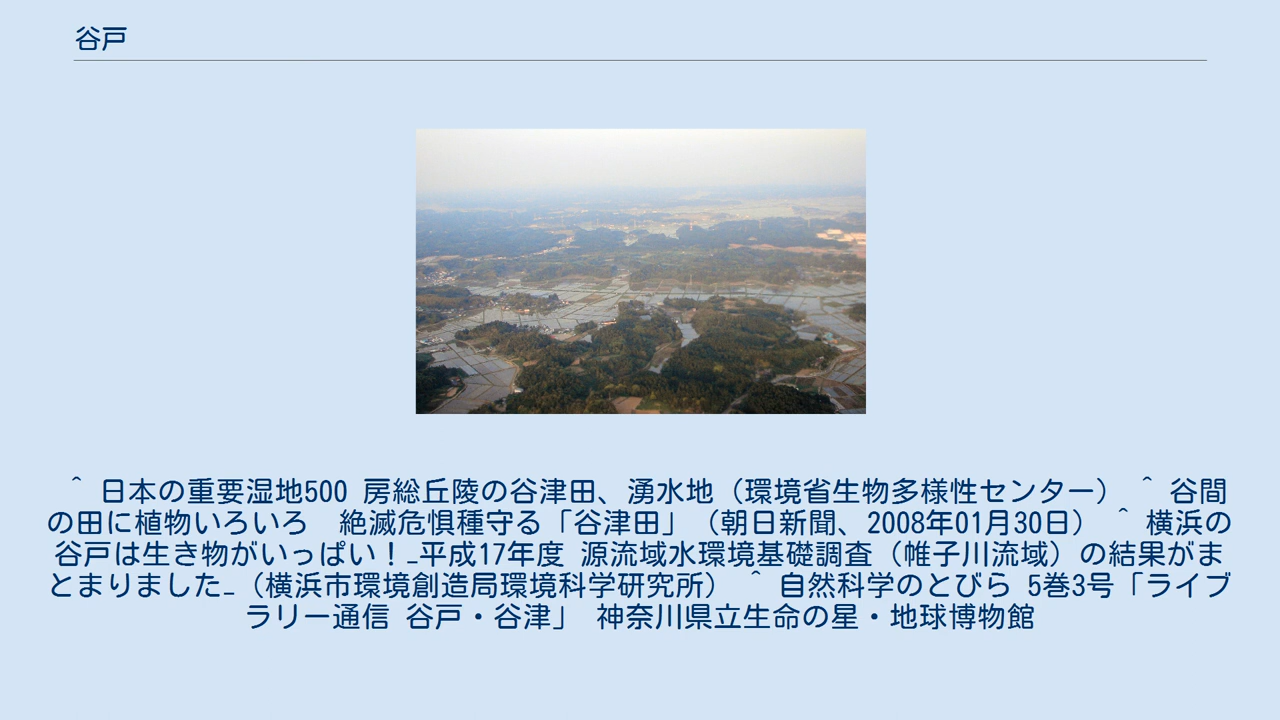 谷戸
^ 日本の重要湿地500 房総丘陵の谷津田、湧水地（環境省生物多様性センター） ^ 谷間
の田に植物いろいろ　絶滅危惧種守る「谷津田」（朝日新聞、2008年01月30日） ^ 横浜の
谷戸は生き物がいっぱい！_平成17年度 源流域水環境基礎調査（帷子川流域）の結果がま
とまりました_（横浜市環境創造局環境科学研究所） ^ 自然科学のとびら 5巻3号「ライブ
ラリー通信 谷戸・谷津」 神奈川県立生命の星・地球博物館